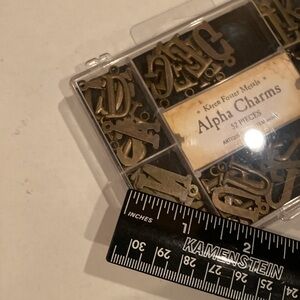 Karen Foster Metals
Alpha Charms
52 PIECES
INCHES
1
2
KAMENSTEIN
30
29
28
27
26
25
24